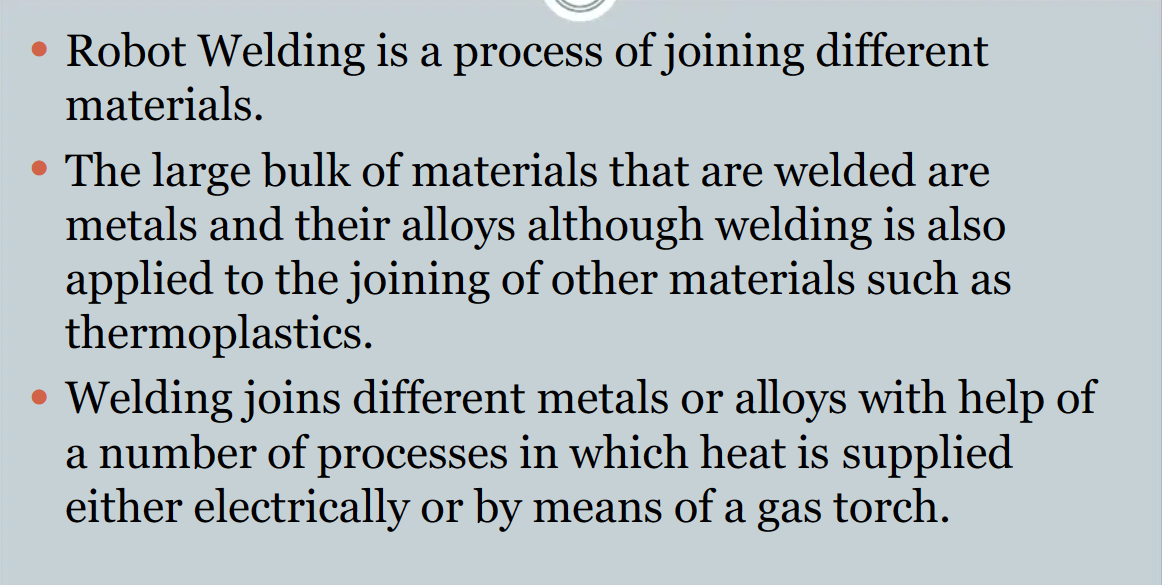 • Robot Welding is a process of joining different
materials.
• The large bulk of materials that are welded are
metals and their alloys although welding is also
applied to the joining of other materials such as
thermoplastics.
• Welding joins different metals or alloys with help of
a number of processes in which heat is supplied
either electrically or by means of a gas torch.